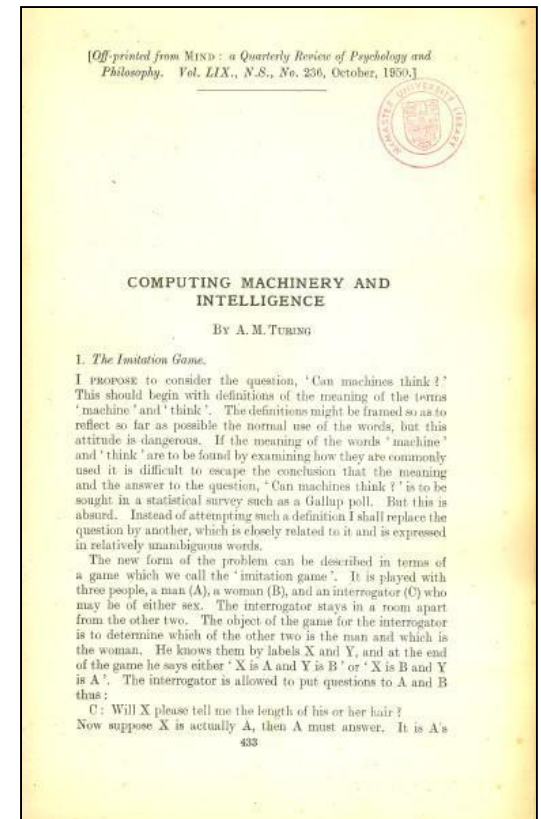 [Off-printed from MIND : a Quarterly Review of Psychology and
Philosophy. Vol. LIX., N.S., No. 236, October, 1950.]
McMASTER UNIVERSITY LIBRARY
COMPUTING MACHINERY AND
INTELLIGENCE
BY A. M. TURING
1. The Imitation Game.
I PROPOSE to consider the question, ' Can machines think ? '
This should begin with definitions of the meaning of the terms
' machine ' and ' think '. The definitions might be framed so as to
reflect so far as possible the normal use of the words, but this
attitude is dangerous. If the meaning of the words ' machine '
and ' think ' are to be found by examining how they are commonly
used it is difficult to escape the conclusion that the meaning
and the answer to the question, ' Can machines think ? ' is to be
sought in a statistical survey such as a Gallup poll. But this is
absurd. Instead of attempting such a definition I shall replace the
question by another, which is closely related to it and is expressed
in relatively unambiguous words.
The new form of the problem can be described in terms of
a game which we call the ' imitation game '. It is played with
three people, a man (A), a woman (B), and an interrogator (C) who
may be of either sex. The interrogator stays in a room apart
from the other two. The object of the game for the interrogator
is to determine which of the other two is the man and which is
the woman. He knows them by labels X and Y, and at the end
of the game he says either ' X is A and Y is B ' or ' X is B and Y
is A '. The interrogator is allowed to put questions to A and B
thus :
C : Will X please tell me the length of his or her hair ?
Now suppose X is actually A, then A must answer. It is A's
433